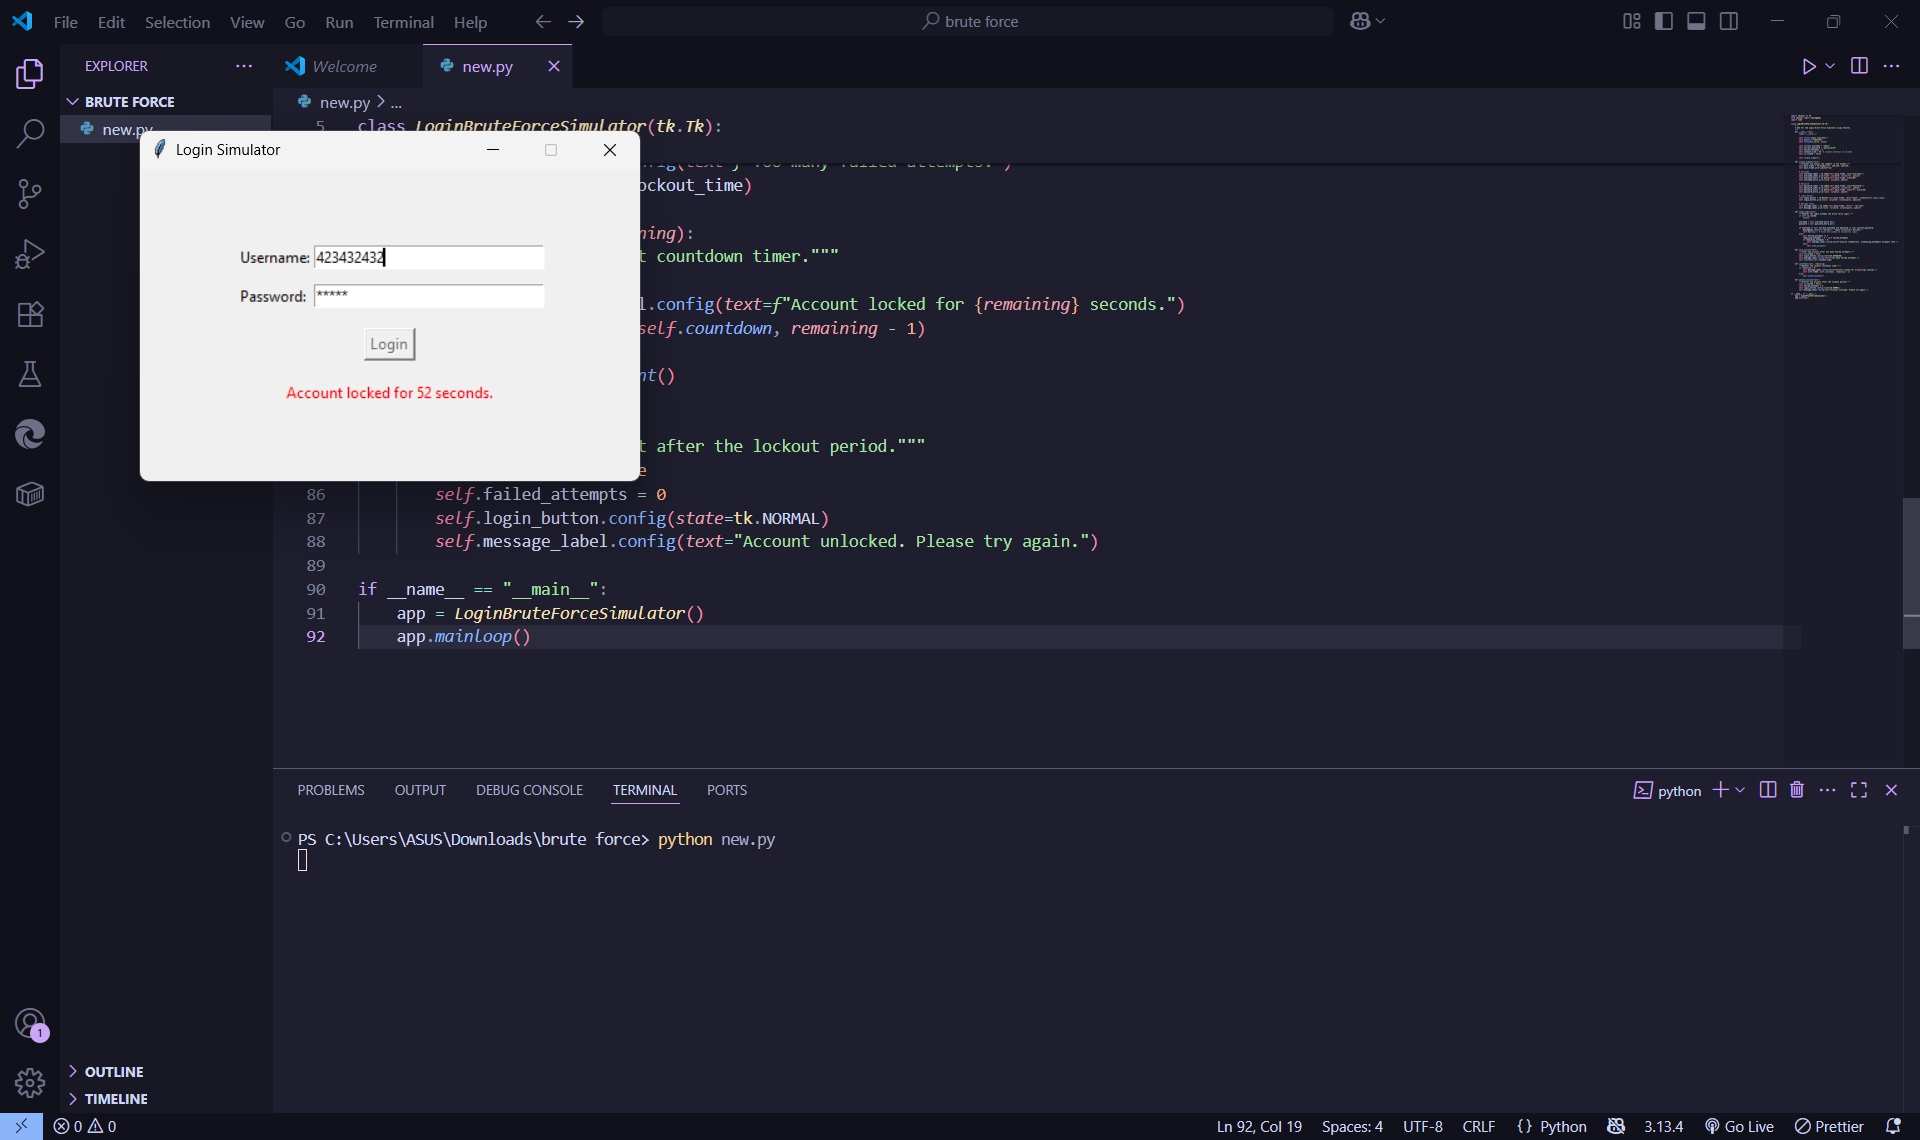 File Edit Selection View Go Run Terminal Help
brute force
EXPLORER
Welcome
new.py
BRUTE FORCE
new.py
new.py > ...
5 class LoginBruteForceSimulator(tk.Tk):
many failed attempts.")
ockout_time)
ning):
t countdown timer."""
l.config(text=f"Account locked for {remaining} seconds.")
self.countdown, remaining - 1)
nt()
t after the lockout period."""
e
86 self.failed_attempts = 0
87 self.login_button.config(state=tk.NORMAL)
88 self.message_label.config(text="Account unlocked. Please try again.")
89
90 if __name__ == "__main__":
91 app = LoginBruteForceSimulator()
92 app.mainloop()
Login Simulator
Username: 423432432
Password: *****
Login
Account locked for 52 seconds.
PROBLEMS OUTPUT DEBUG CONSOLE TERMINAL PORTS
python
PS C:\Users\ASUS\Downloads\brute force> python new.py
1
OUTLINE
TIMELINE
0 0
Ln 92, Col 19 Spaces: 4 UTF-8 CRLF {} Python 3.13.4 Go Live Prettier